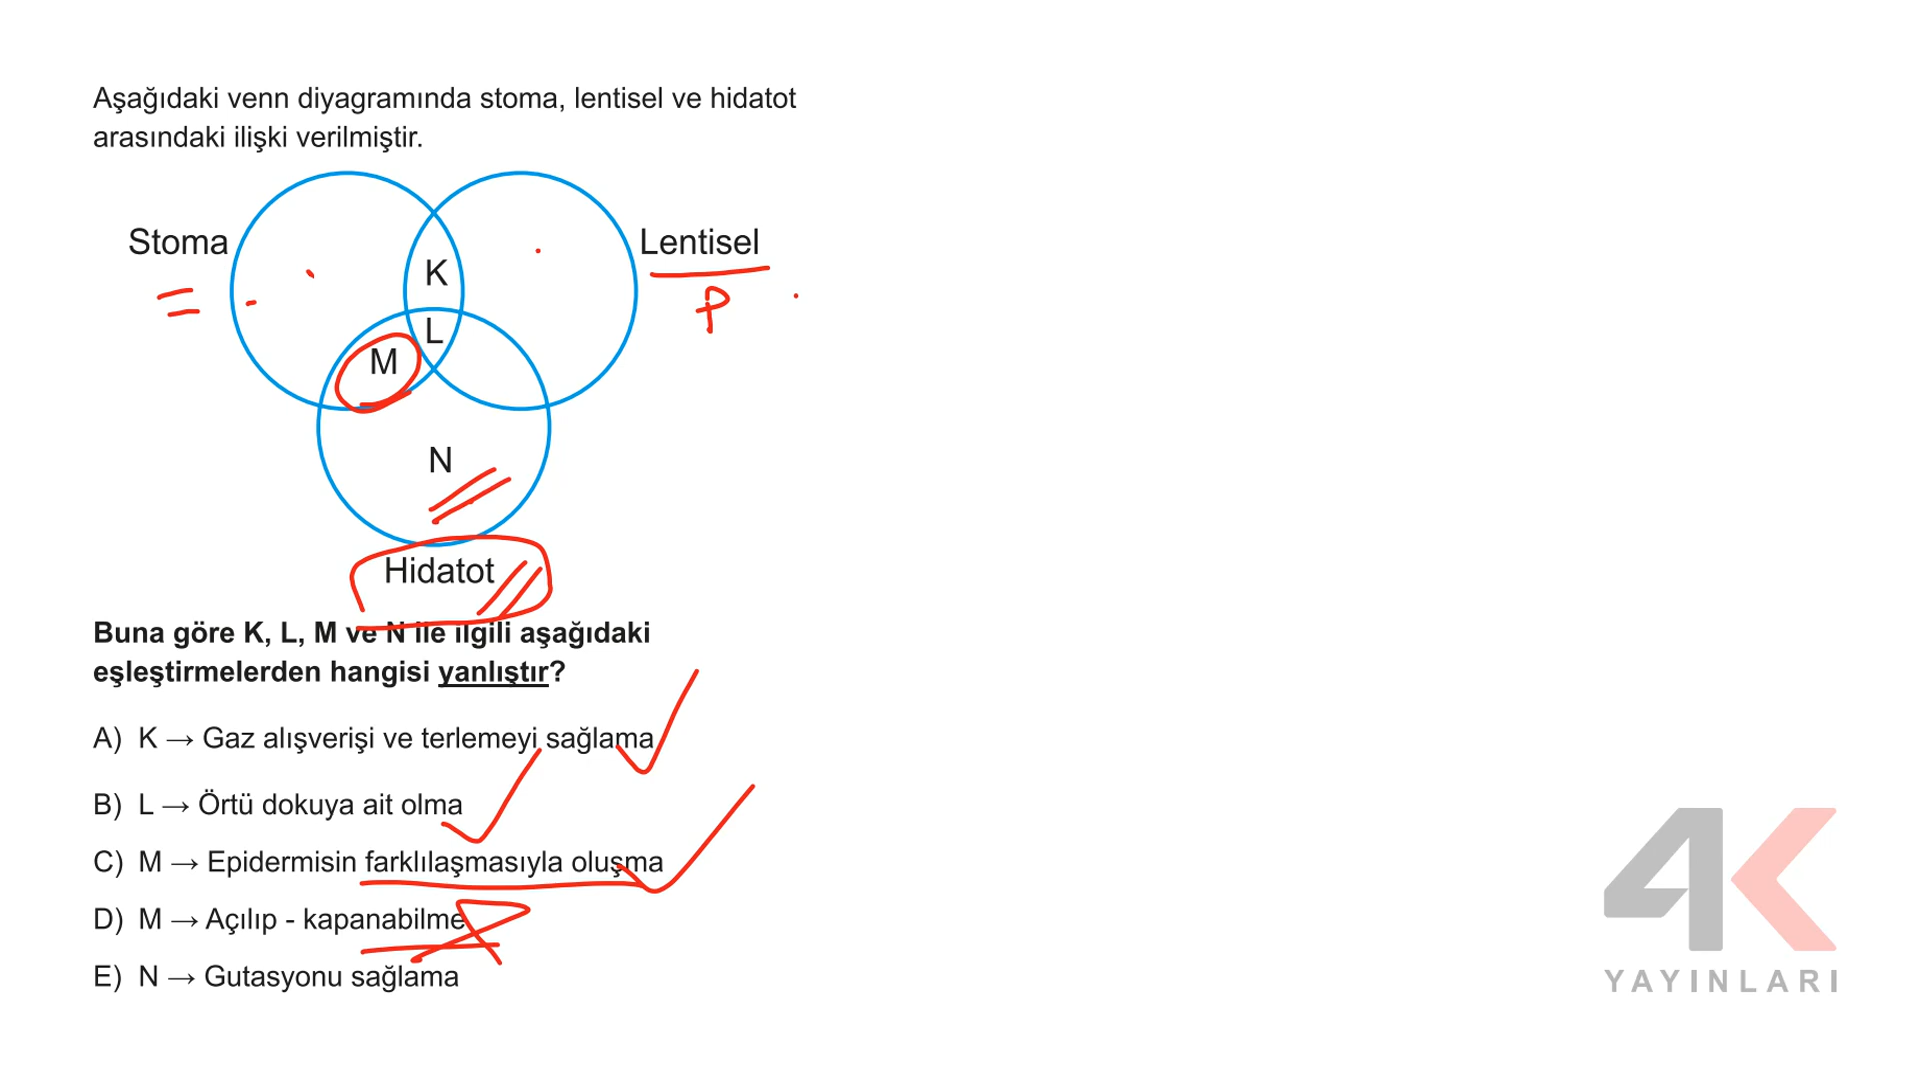 Aşağıdaki venn diyagramında stoma, lentisel ve hidatot
arasındaki ilişki verilmiştir.
Stoma
Lentisel
K
P
L
M
N
Hidatot
Buna göre K, L, M ve N ile ilgili aşağıdaki
eşleştirmelerden hangisi yanlıştır?
A) K → Gaz alışverişi ve terlemeyi sağlama
B) L → Örtü dokuya ait olma
C) M → Epidermisin farklılaşmasıyla oluşma
D) M → Açılıp - kapanabilme
E) N → Gutasyonu sağlama
4K
YAYINLARI